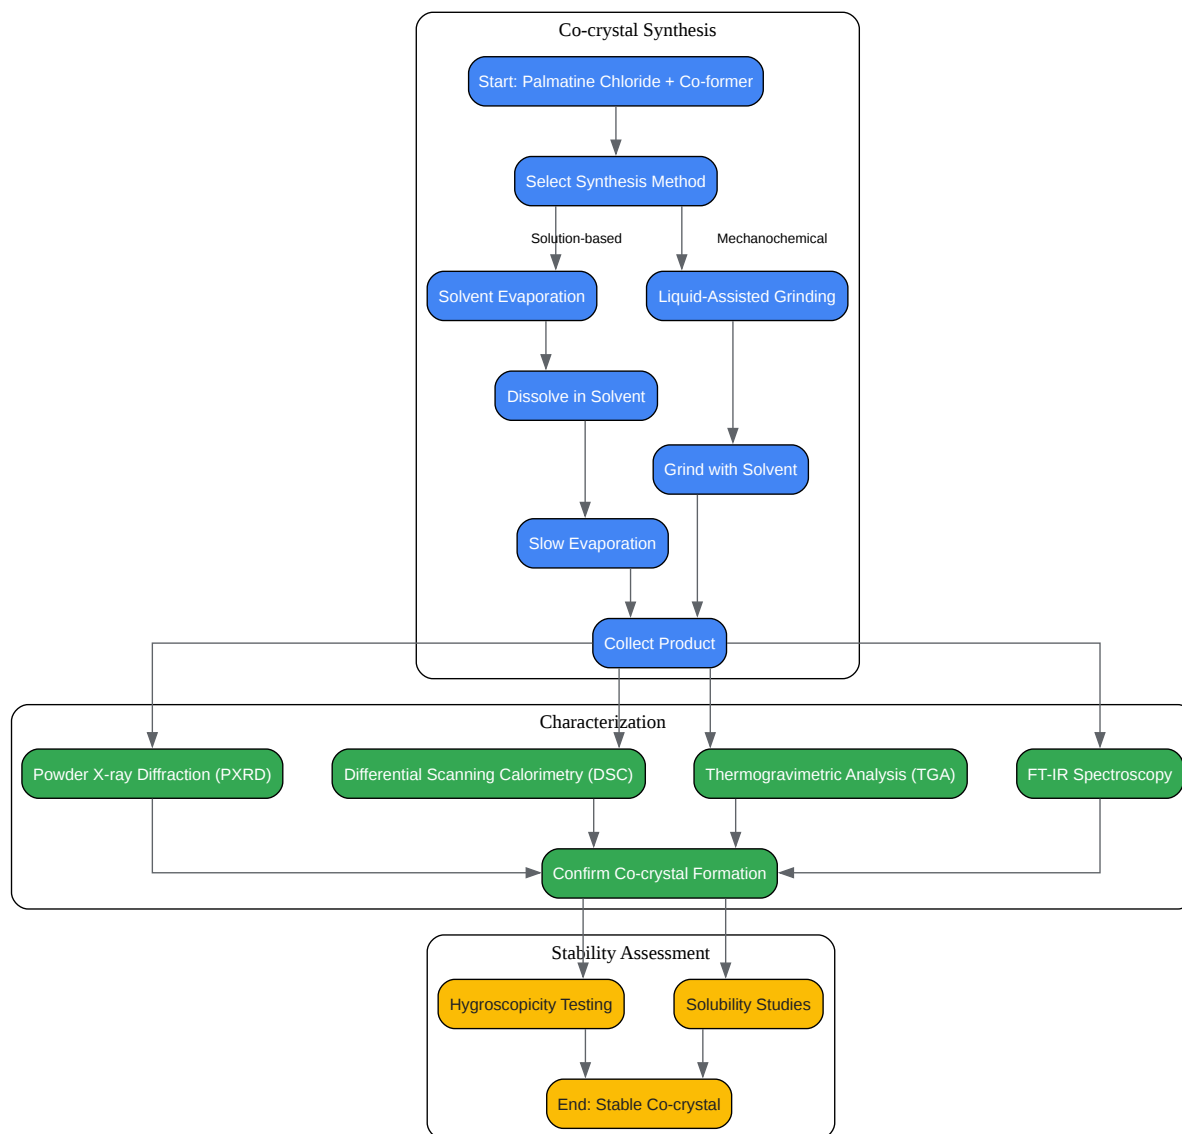 Co-crystal Synthesis
Start: Palmatine Chloride + Co-former
Select Synthesis Method
Solution-based
Mechanochemical
Solvent Evaporation
Liquid-Assisted Grinding
Dissolve in Solvent
Grind with Solvent
Slow Evaporation
Collect Product
Characterization
Powder X-ray Diffraction (PXRD)
Differential Scanning Calorimetry (DSC)
Thermogravimetric Analysis (TGA)
FT-IR Spectroscopy
Confirm Co-crystal Formation
Stability Assessment
Hygroscopicity Testing
Solubility Studies
End: Stable Co-crystal